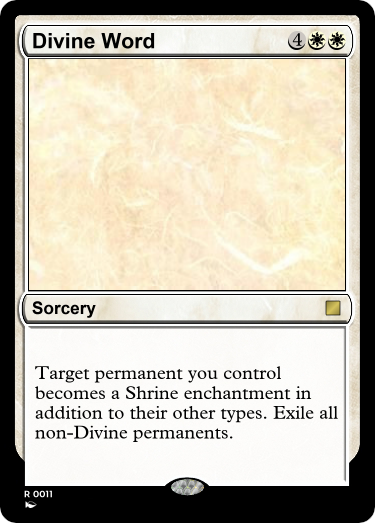 Divine Word 4
Sorcery
Target permanent you control
becomes a Shrine enchantment in
addition to their other types. Exile all
non-Divine permanents.
R 0011